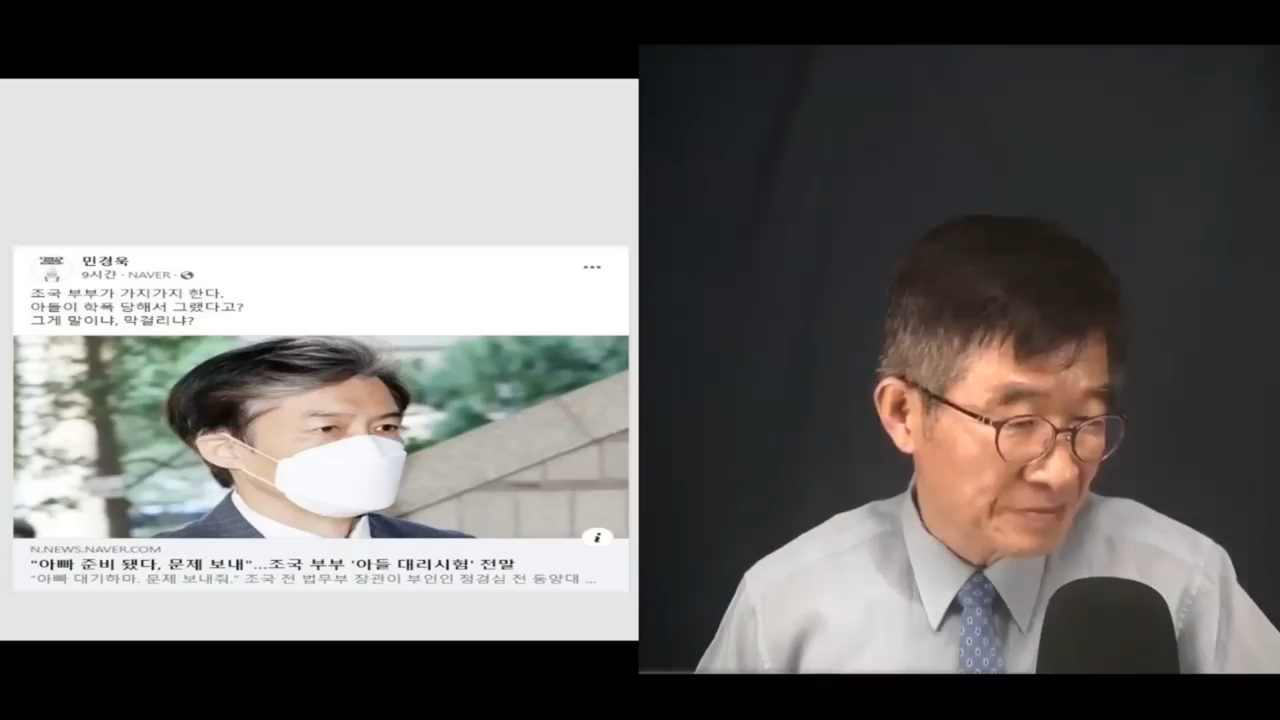 민경욱
9시간 · NAVER ·
조국 부부가 가지가지 한다.
아들이 학폭 당해서 그랬다고?
그게 말이냐, 막걸리냐?
N.NEWS.NAVER.COM
"아빠 준비 됐다, 문제 보내"...조국 부부 '아들 대리시험' 전말
"아빠 대기하마. 문제 보내줘." 조국 전 법무부 장관이 부인인 정경심 전 동양대 ...